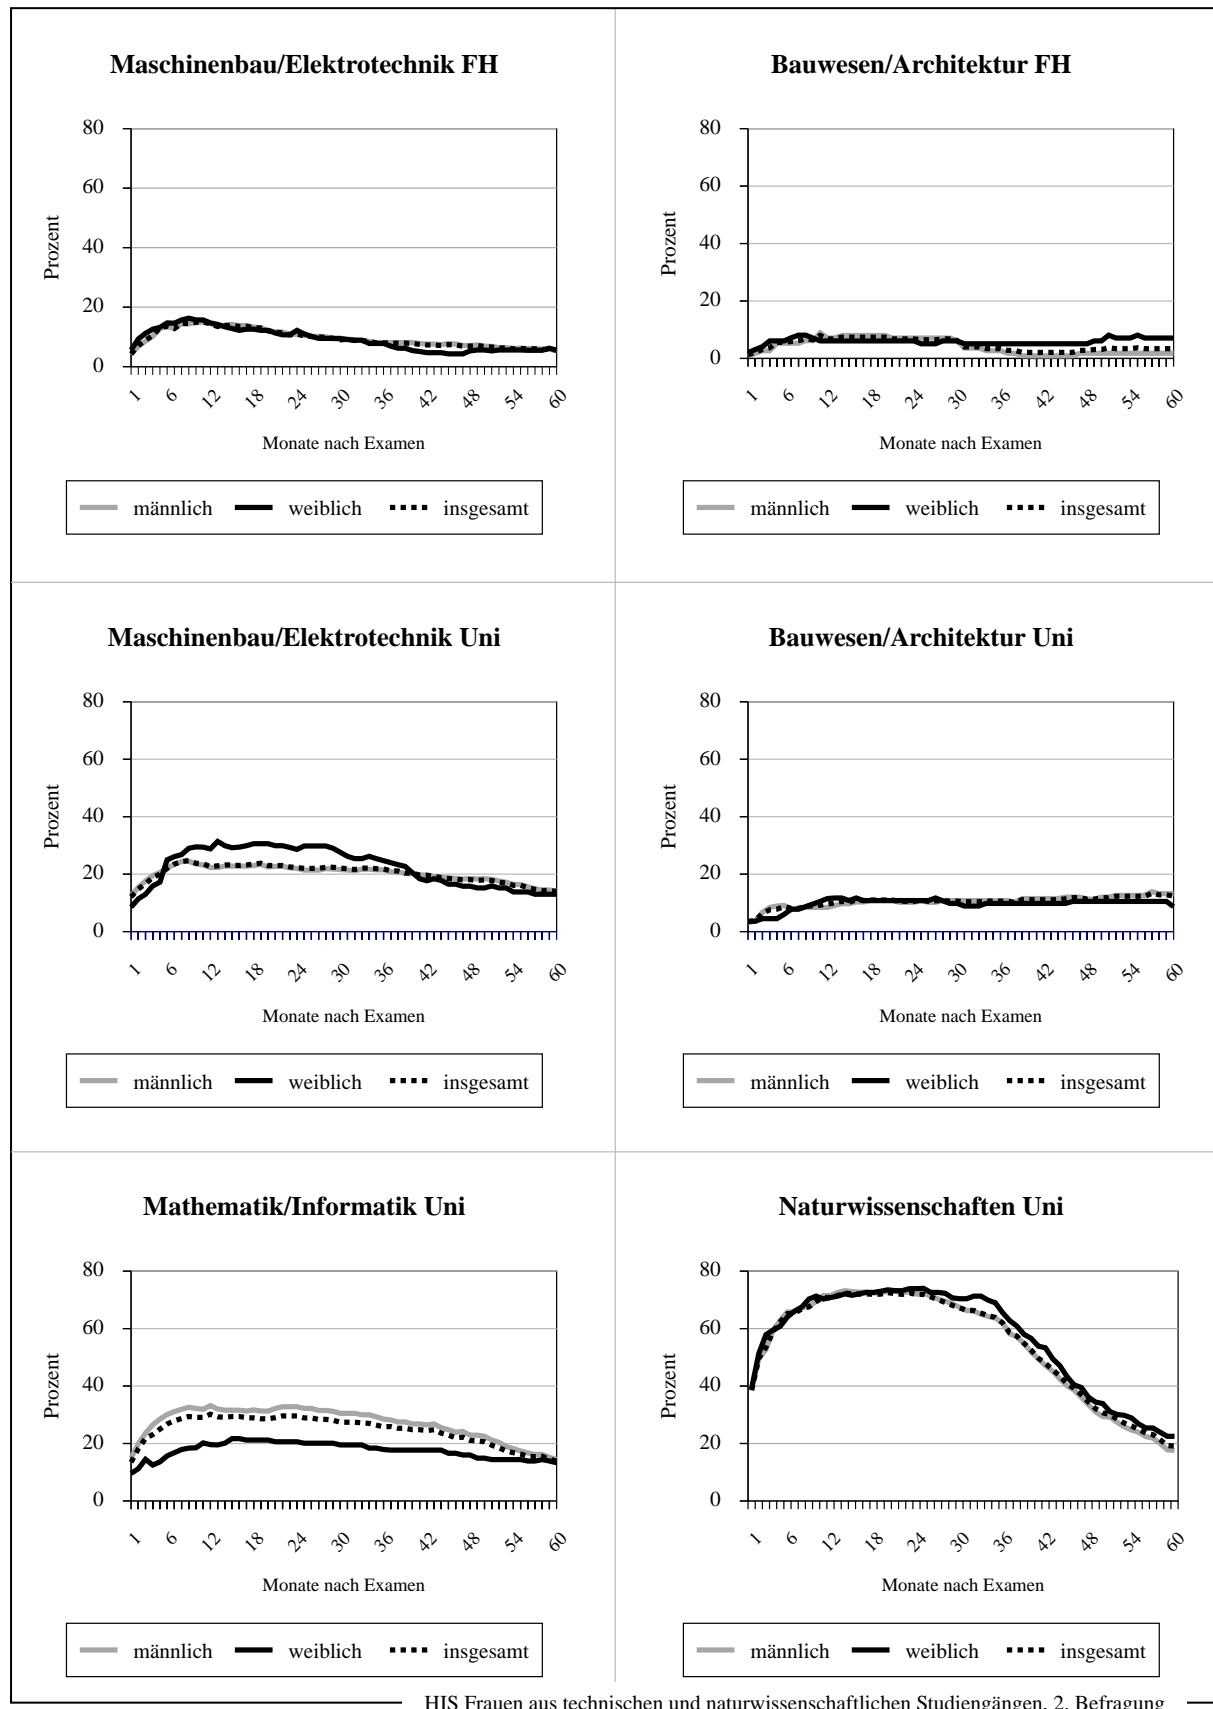 Maschinenbau/Elektrotechnik FH
80
60
40
20
0
Prozent
1 6 12 18 24 30 36 42 48 54 60
Monate nach Examen
männlich weiblich insgesamt
Bauwesen/Architektur FH
80
60
40
20
0
Prozent
1 6 12 18 24 30 36 42 48 54 60
Monate nach Examen
männlich weiblich insgesamt
Maschinenbau/Elektrotechnik Uni
80
60
40
20
0
Prozent
1 6 12 18 24 30 36 42 48 54 60
Monate nach Examen
männlich weiblich insgesamt
Bauwesen/Architektur Uni
80
60
40
20
0
Prozent
1 6 12 18 24 30 36 42 48 54 60
Monate nach Examen
männlich weiblich insgesamt
Mathematik/Informatik Uni
80
60
40
20
0
Prozent
1 6 12 18 24 30 36 42 48 54 60
Monate nach Examen
männlich weiblich insgesamt
Naturwissenschaften Uni
80
60
40
20
0
Prozent
1 6 12 18 24 30 36 42 48 54 60
Monate nach Examen
männlich weiblich insgesamt
HIS Frauen aus technischen und naturwissenschaftlichen Studiengängen, 2. Befragung